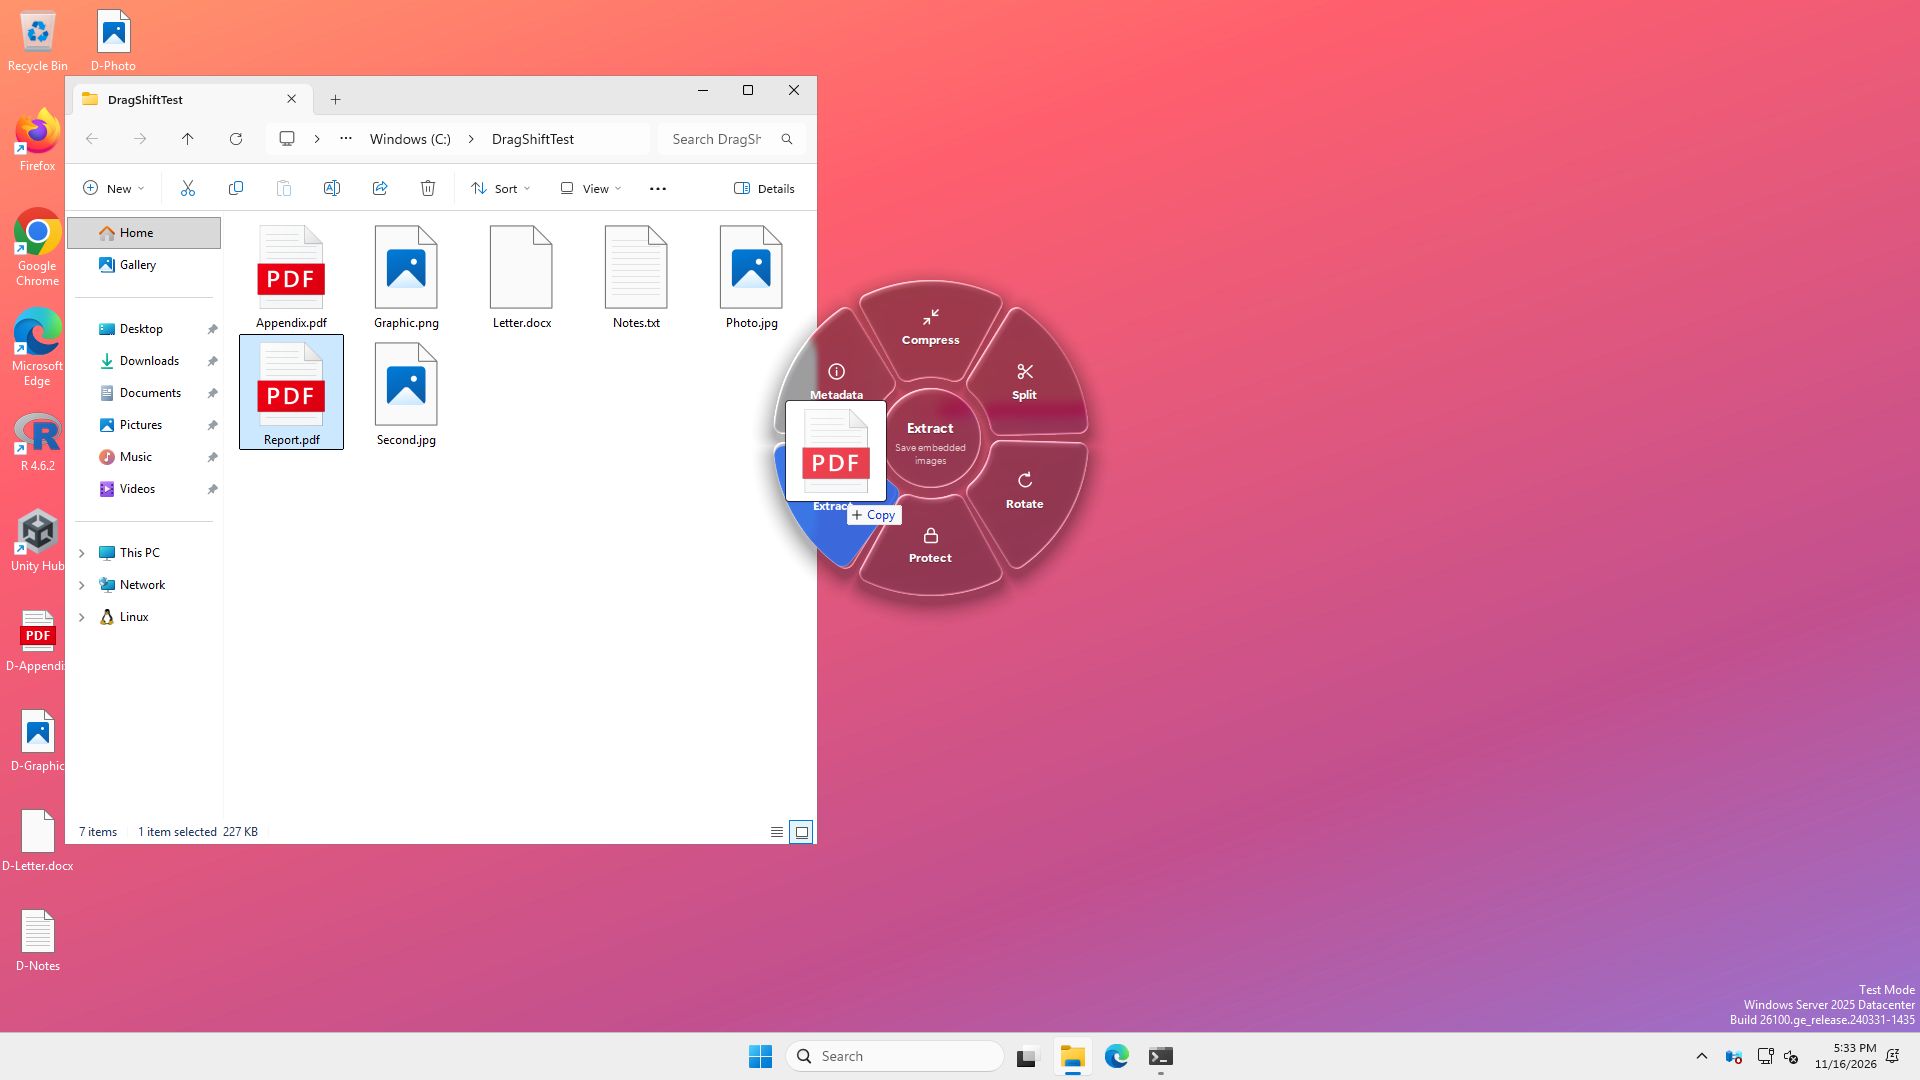 Recycle Bin
D-Photo
Firefox
Google
Chrome
Microsoft
Edge
R 4.6.2
Unity Hub
PDF
D-Appendi
D-Graphic
D-Letter.docx
D-Notes
DragShiftTest
Windows (C:)
DragShiftTest
Search DragSh
New
Sort
View
Details
Home
Gallery
Desktop
Downloads
Documents
Pictures
Music
Videos
This PC
Network
Linux
PDF
Appendix.pdf
Graphic.png
Letter.docx
Notes.txt
Photo.jpg
PDF
Report.pdf
Second.jpg
7 items
1 item selected 227 KB
Compress
Metadata
Split
Extract
Save embedded
images
PDF
Rotate
Extrac
Copy
Protect
Test Mode
Windows Server 2025 Datacenter
Build 26100.ge_release.240331-1435
Search
5:33 PM
11/16/2026